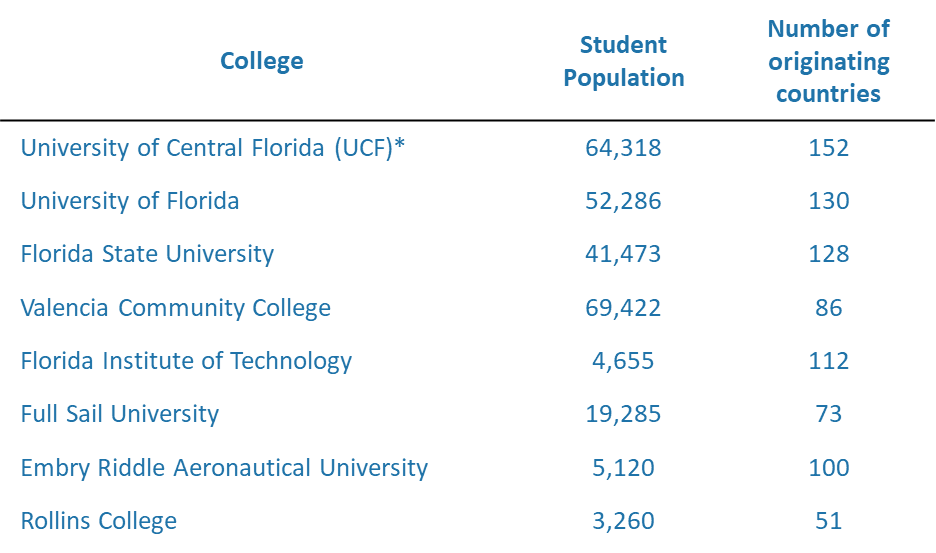 College Student Population Number of originating countries
University of Central Florida (UCF)* 64,318 152
University of Florida 52,286 130
Florida State University 41,473 128
Valencia Community College 69,422 86
Florida Institute of Technology 4,655 112
Full Sail University 19,285 73
Embry Riddle Aeronautical University 5,120 100
Rollins College 3,260 51